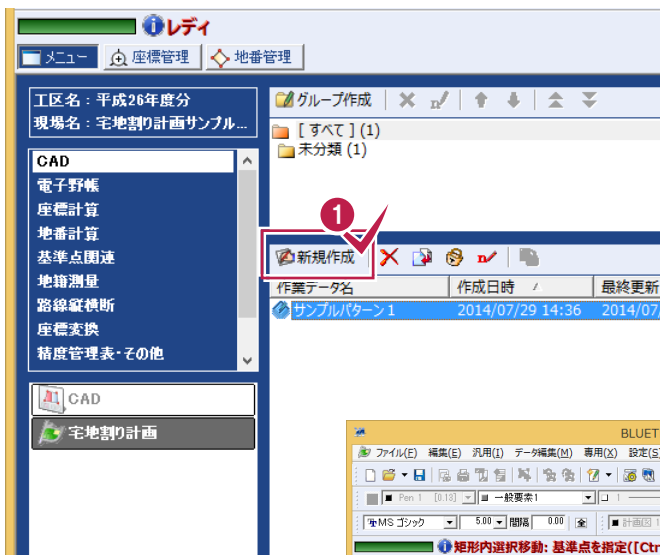 レディ
メニュー 座標管理 地番管理
工区名：平成26年度分
現場名：宅地割り計画サンプル...
グループ作成
[ すべて ] (1)
未分類 (1)
CAD
電子野帳
座標計算
地番計算
基準点関連
地籍測量
路線縦横断
座標変換
精度管理表・その他
1
新規作成
作業データ名 作成日時 最終更新
サンプルパターン1 2014/07/29 14:36 2014/07/
CAD
宅地割り計画
BLUET
ファイル(F) 編集(E) 汎用(I) データ編集(M) 専用(X) 設定(S)
Pen 1 [0.13] 一般要素1
MS ゴシック 5.00 間隔 0.00 全 計画図 1
矩形内選択移動: 基準点を指定([Ctr